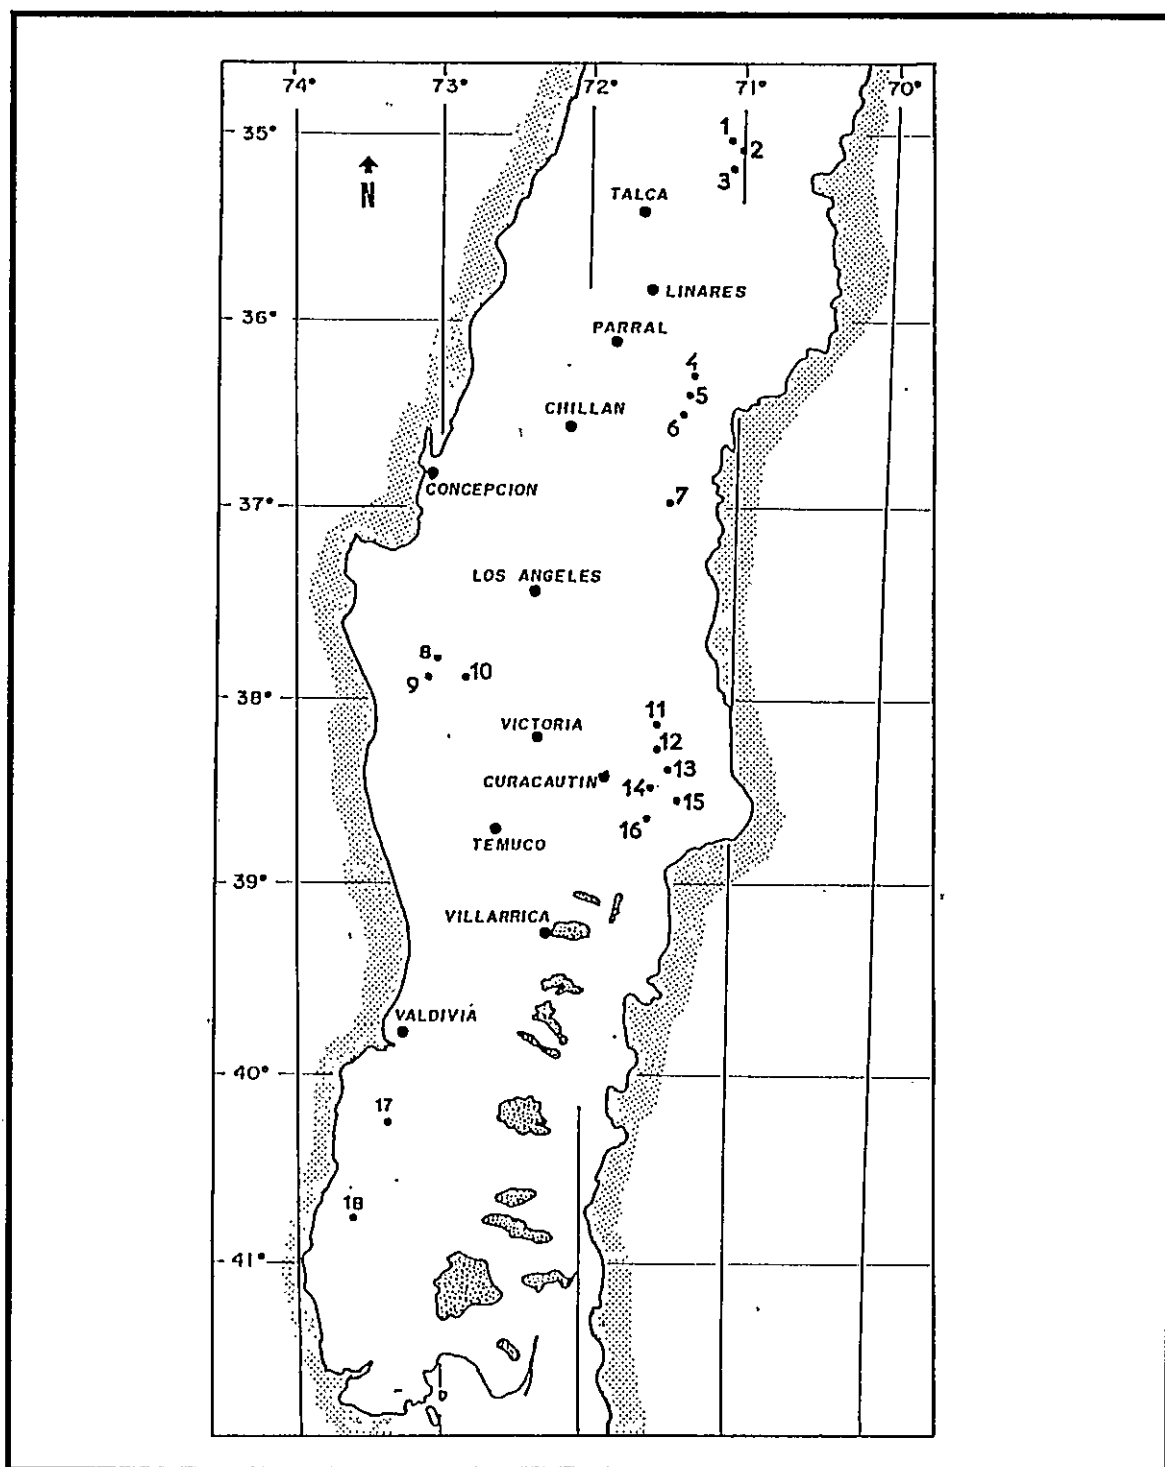 74° 73° 72° 71° 70°
35°
1
2
3
N
TALCA
LINARES
36°
PARRAL
4
5
CHILLAN
6
CONCEPCION
7
37°
LOS ANGELES
8
9
10
38°
11
VICTORIA
12
13
CURACAUTIN
14
15
16
TEMUCO
39°
VILLARRICA
VALDIVIÁ
40°
17
18
41°